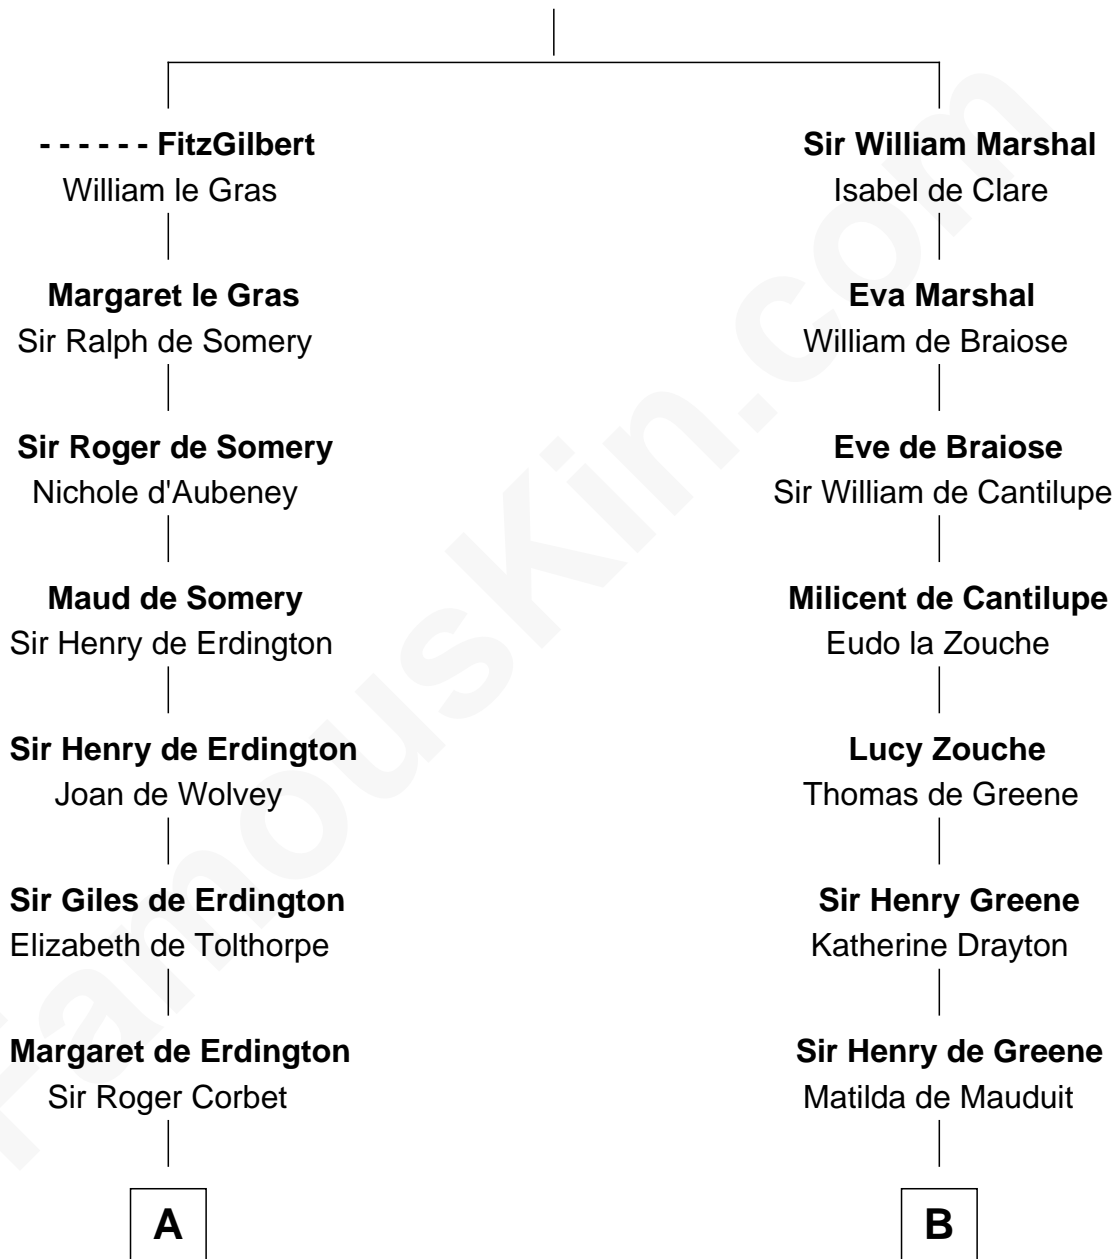 - - - - - - FitzGilbert
William le Gras
Margaret le Gras
Sir Ralph de Somery
Sir Roger de Somery
Nichole d'Aubeney
Maud de Somery
Sir Henry de Erdington
Sir Henry de Erdington
Joan de Wolvey
Sir Giles de Erdington
Elizabeth de Tolthorpe
Margaret de Erdington
Sir Roger Corbet
A
Sir William Marshal
Isabel de Clare
Eva Marshal
William de Braiose
Eve de Braiose
Sir William de Cantilupe
Milicent de Cantilupe
Eudo la Zouche
Lucy Zouche
Thomas de Greene
Sir Henry Greene
Katherine Drayton
Sir Henry de Greene
Matilda de Mauduit
B
FamousKin.com